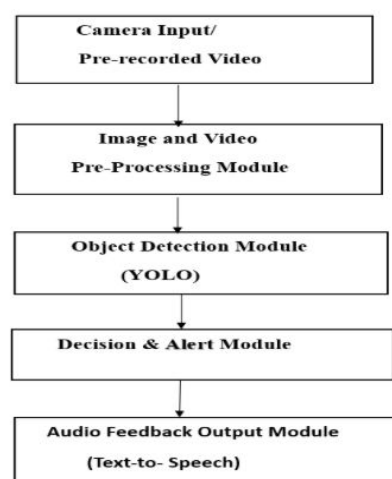 Camera Input/
Pre-recorded Video
Image and Video
Pre-Processing Module
Object Detection Module
(YOLO)
Decision & Alert Module
Audio Feedback Output Module
(Text-to- Speech)